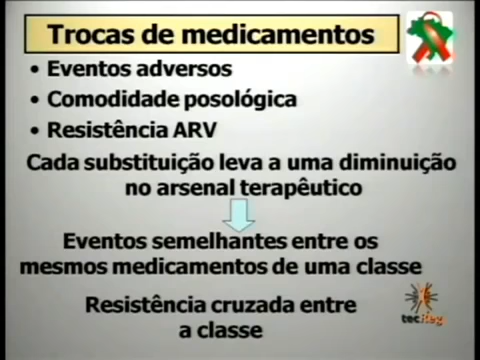 Trocas de medicamentos
• Eventos adversos
• Comodidade posológica
• Resistência ARV
Cada substituição leva a uma diminuição
no arsenal terapêutico
Eventos semelhantes entre os
mesmos medicamentos de uma classe
Resistência cruzada entre
a classe
tecReg